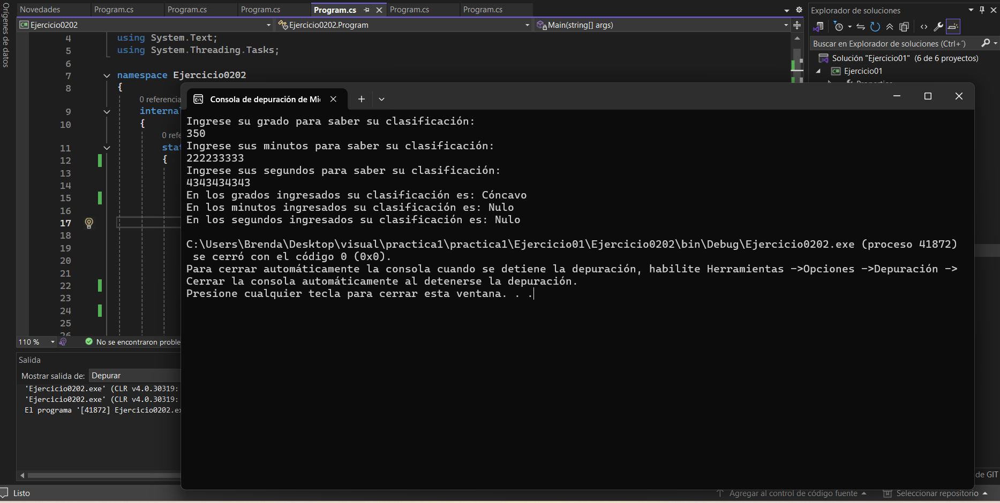 Orígenes de datos
Novedades
Program.cs
Program.cs
Program.cs
Program.cs
Program.cs
Program.cs
Explorador de soluciones
C# Ejercicio0202
Ejercicio0202.Program
Main(string[] args)
Buscar en Explorador de soluciones (Ctrl+´)
Solución "Ejercicio01" (6 de 6 proyectos)
C# Ejercicio01
4 using System.Text;
5 using System.Threading.Tasks;
6
7 namespace Ejercicio0202
8 {
0 referencia
9 interna
10 {
0 refe
11 stat
12 {
13
14
15
16
17
18
19
20
21
22
23
24
25
26
Consola de depuración de Mi
Ingrese su grado para saber su clasificación:
350
Ingrese sus minutos para saber su clasificación:
222233333
Ingrese sus segundos para saber su clasificación:
4343434343
En los grados ingresados su clasificación es: Cóncavo
En los minutos ingresados su clasificación es: Nulo
En los segundos ingresados su clasificación es: Nulo
C:\Users\Brenda\Desktop\visual\practica1\practica1\Ejercicio01\Ejercicio0202\bin\Debug\Ejercicio0202.exe (proceso 41872)
se cerró con el código 0 (0x0).
Para cerrar automáticamente la consola cuando se detiene la depuración, habilite Herramientas ->Opciones ->Depuración ->
Cerrar la consola automáticamente al detenerse la depuración.
Presione cualquier tecla para cerrar esta ventana. . .
110 %
No se encontraron proble
Salida
Mostrar salida de: Depurar
'Ejercicio0202.exe' (CLR v4.0.30319:
'Ejercicio0202.exe' (CLR v4.0.30319:
El programa '[41872] Ejercicio0202.ex
de GIT
Listo
Agregar al control de código fuente
Seleccionar repositorio